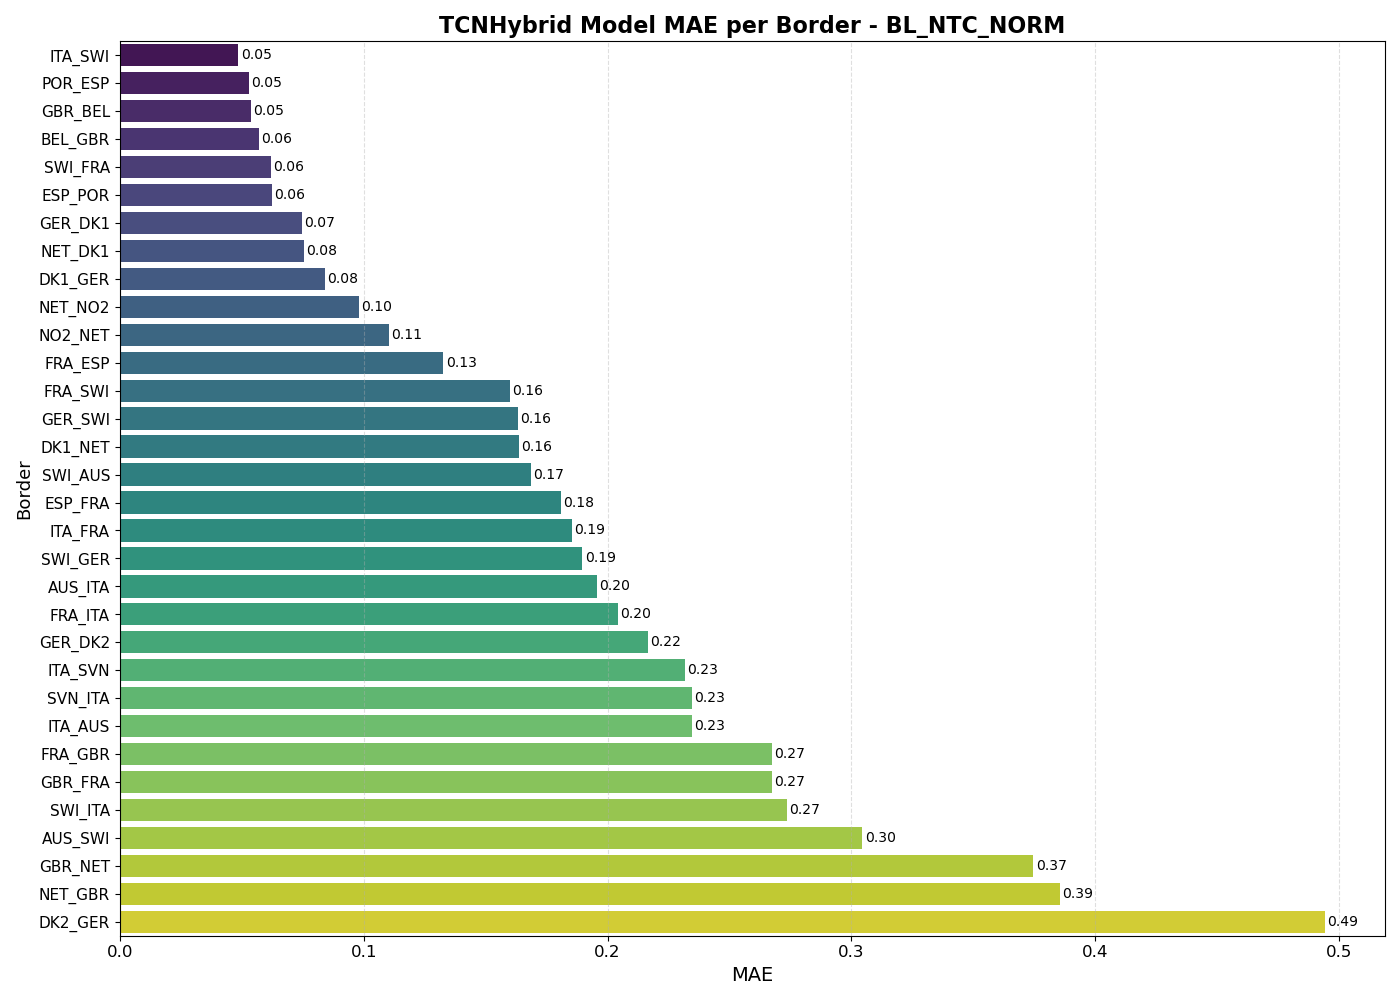 TCNHybrid Model MAE per Border - BL_NTC_NORM
Border
ITA_SWI 0.05
POR_ESP 0.05
GBR_BEL 0.05
BEL_GBR 0.06
SWI_FRA 0.06
ESP_POR 0.06
GER_DK1 0.07
NET_DK1 0.08
DK1_GER 0.08
NET_NO2 0.10
NO2_NET 0.11
FRA_ESP 0.13
FRA_SWI 0.16
GER_SWI 0.16
DK1_NET 0.16
SWI_AUS 0.17
ESP_FRA 0.18
ITA_FRA 0.19
SWI_GER 0.19
AUS_ITA 0.20
FRA_ITA 0.20
GER_DK2 0.22
ITA_SVN 0.23
SVN_ITA 0.23
ITA_AUS 0.23
FRA_GBR 0.27
GBR_FRA 0.27
SWI_ITA 0.27
AUS_SWI 0.30
GBR_NET 0.37
NET_GBR 0.39
DK2_GER 0.49
0.0 0.1 0.2 0.3 0.4 0.5
MAE